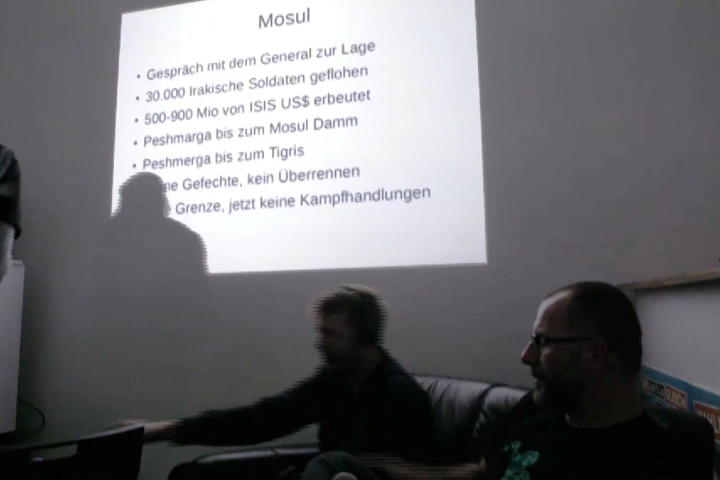 Mosul
• Gespräch mit dem General zur Lage
• 30.000 Irakische Soldaten geflohen
• 500-900 Mio von ISIS US$ erbeutet
• Peshmarga bis zum Mosul Damm
• Peshmerga bis zum Tigris
Gefechte, kein Überrennen
Grenze, jetzt keine Kampfhandlungen